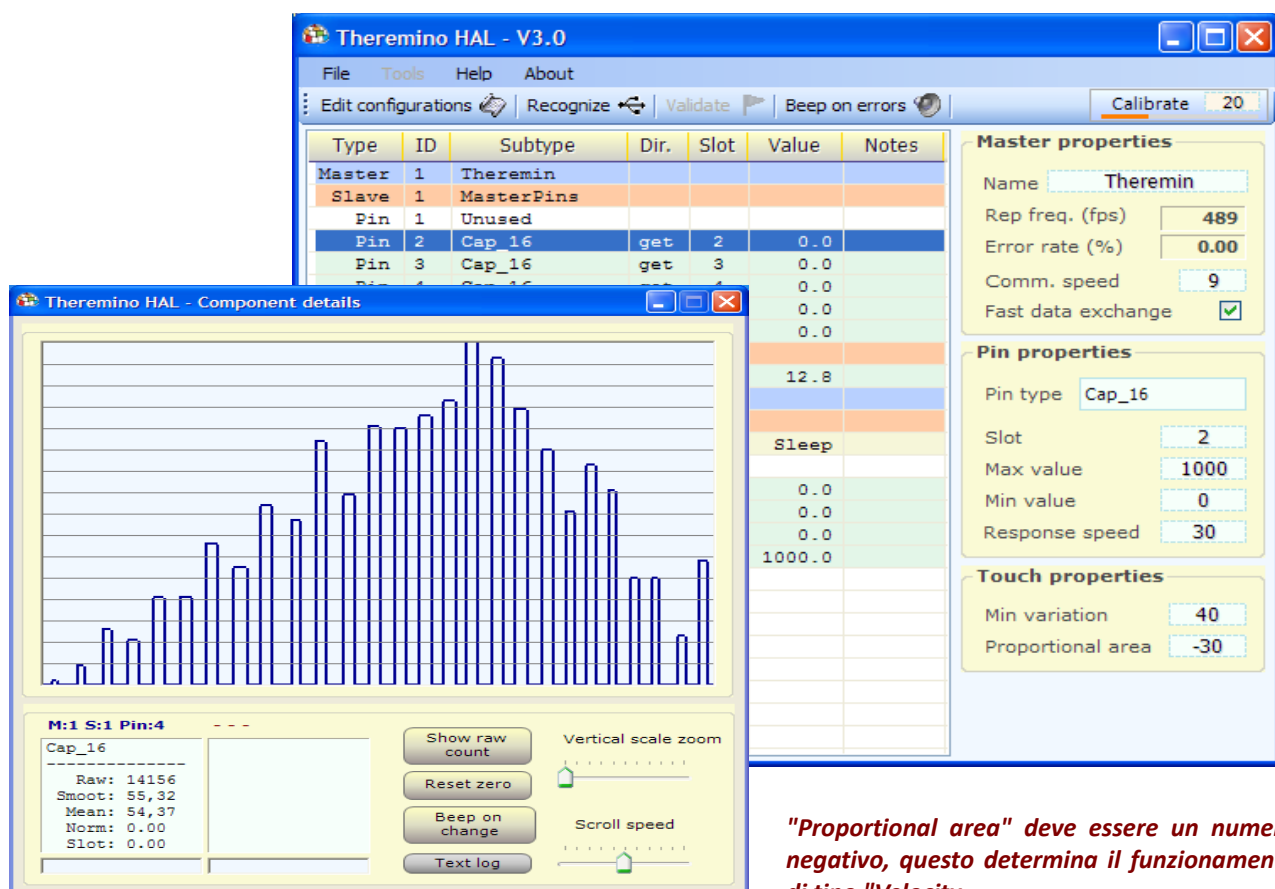 Theremino HAL - V3.0
File Tools Help About
Edit configurations Recognize Validate Beep on errors Calibrate 20
Type ID Subtype Dir. Slot Value Notes
Master 1 Theremin
Slave 1 MasterPins
Pin 1 Unused
Pin 2 Cap_16 get 2 0.0
Pin 3 Cap_16 get 3 0.0
0.0
0.0
0.0
12.8
Sleep
0.0
0.0
0.0
1000.0
Master properties
Name Theremin
Rep freq. (fps) 489
Error rate (%) 0.00
Comm. speed 9
Fast data exchange
Pin properties
Pin type Cap_16
Slot 2
Max value 1000
Min value 0
Response speed 30
Touch properties
Min variation 40
Proportional area -30
Theremino HAL - Component details
M:1 S:1 Pin:4 - - -
Cap_16
--------------
Raw: 14156
Smoot: 55,32
Mean: 54,37
Norm: 0.00
Slot: 0.00
Show raw
count
Reset zero
Beep on
change
Text log
Vertical scale zoom
Scroll speed
"Proportional area" deve essere un
negativo, questo determina il
di tipo "Velocity